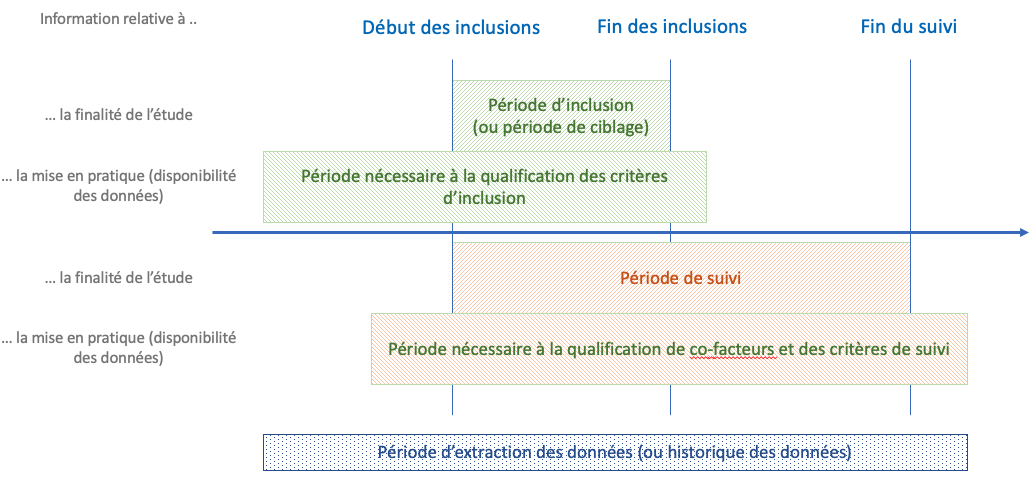 Information relative à ..
Début des inclusions
Fin des inclusions
Fin du suivi
... la finalité de l'étude
Période d'inclusion
(ou période de ciblage)
... la mise en pratique (disponibilité
des données)
Période nécessaire à la qualification des critères
d'inclusion
... la finalité de l'étude
Période de suivi
... la mise en pratique (disponibilité
des données)
Période nécessaire à la qualification de co-facteurs et des critères de suivi
Période d'extraction des données (ou historique des données)